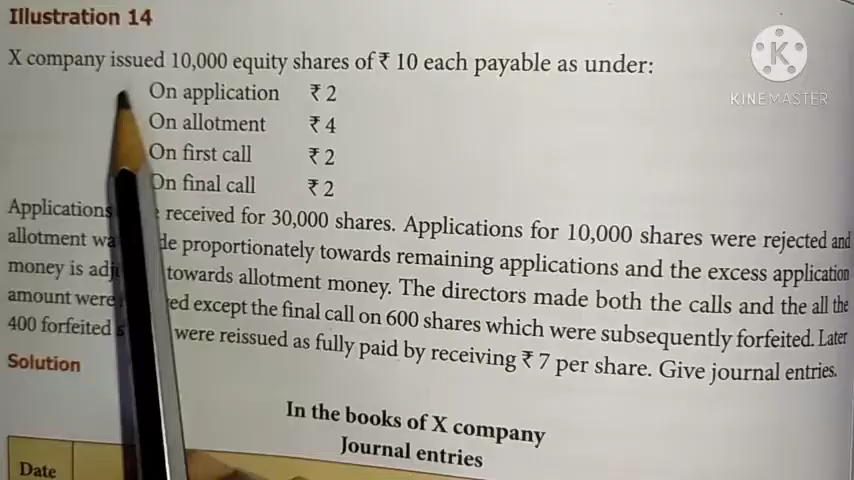 Illustration 14
X company issued 10,000 equity shares of ₹ 10 each payable as under:
On application ₹ 2
On allotment ₹ 4
On first call ₹ 2
On final call ₹ 2
Applications received for 30,000 shares. Applications for 10,000 shares were rejected and
allotment proportionately towards remaining applications and the excess application
money is towards allotment money. The directors made both the calls and the all the
amount were except the final call on 600 shares which were subsequently forfeited. Later
400 forfeited were reissued as fully paid by receiving ₹ 7 per share. Give journal entries.
Solution
In the books of X company
Journal entries
Date
KINEMASTER